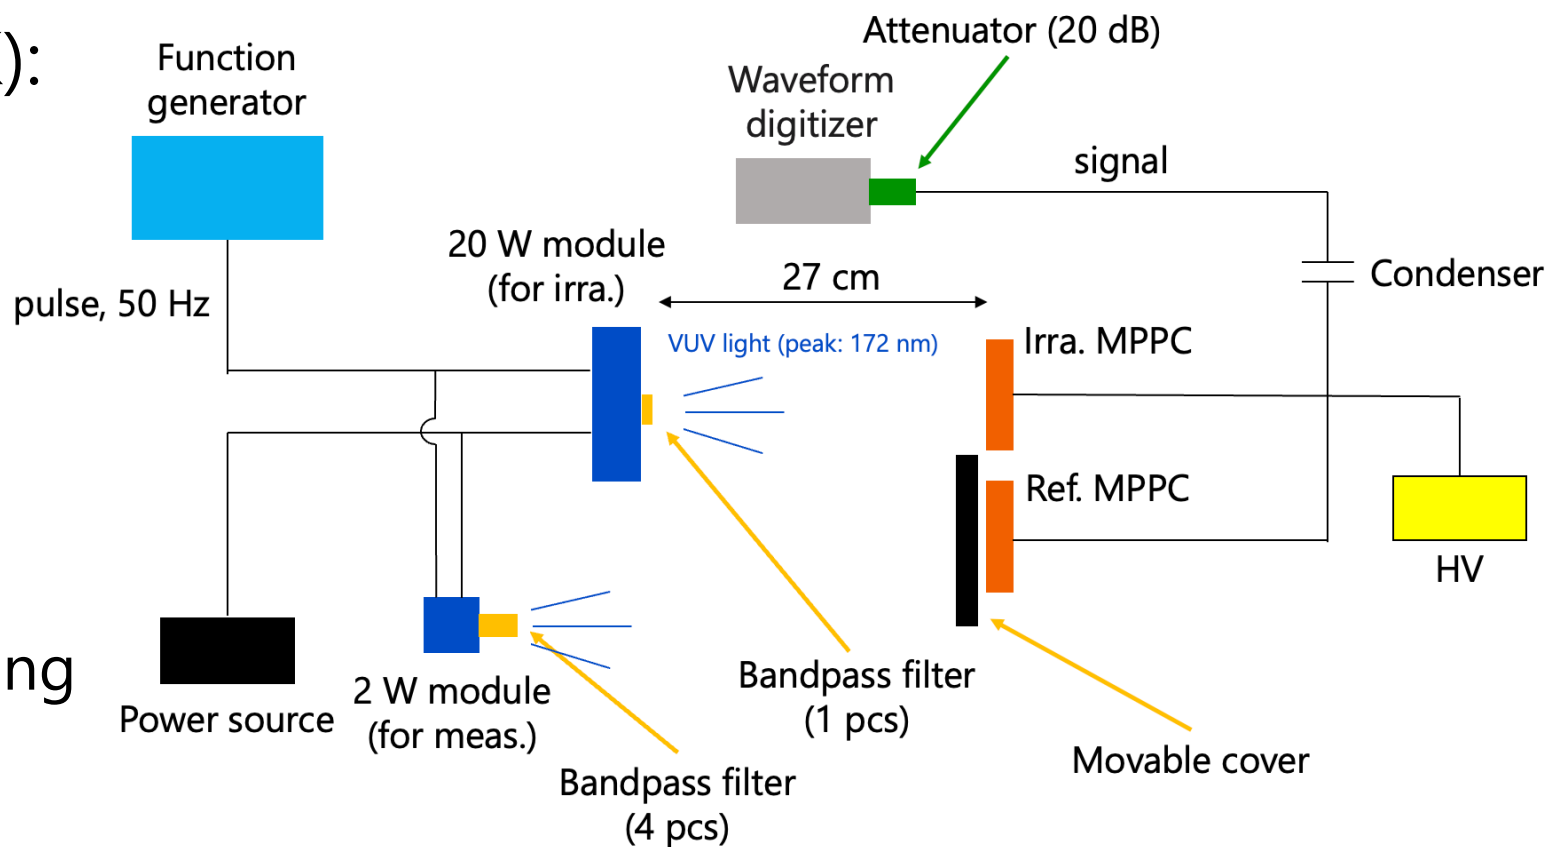 ):
Function
generator
Attenuator (20 dB)
Waveform
digitizer
signal
20 W module
(for irra.)
27 cm
Condenser
pulse, 50 Hz
VUV light (peak: 172 nm)
Irra. MPPC
Ref. MPPC
HV
ng
Power source
2 W module
(for meas.)
Bandpass filter
(1 pcs)
Movable cover
Bandpass filter
(4 pcs)